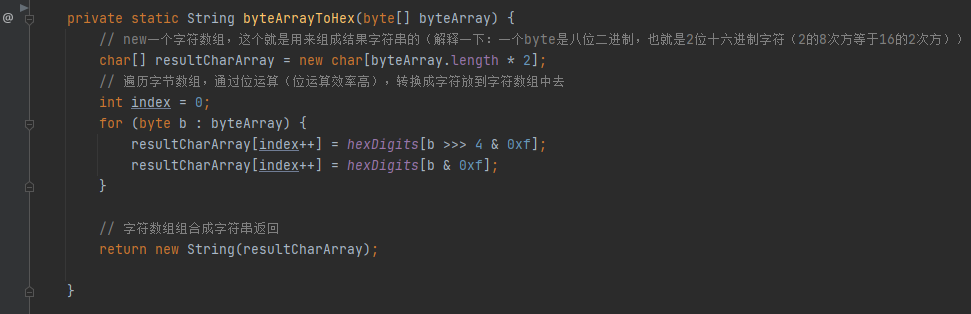 @
private static String byteArrayToHex(byte[] byteArray) {
// new一个字符数组，这个就是用来组成结果字符串的（解释一下：一个byte是八位二进制，也就是2位十六进制字符（2的8次方等于16的2次方））
char[] resultCharArray = new char[byteArray.length * 2];
// 遍历字节数组，通过位运算（位运算效率高），转换成字符放到字符数组中去
int index = 0;
for (byte b : byteArray) {
resultCharArray[index++] = hexDigits[b >>> 4 & 0xf];
resultCharArray[index++] = hexDigits[b & 0xf];
}
// 字符数组组合成字符串返回
return new String(resultCharArray);
}